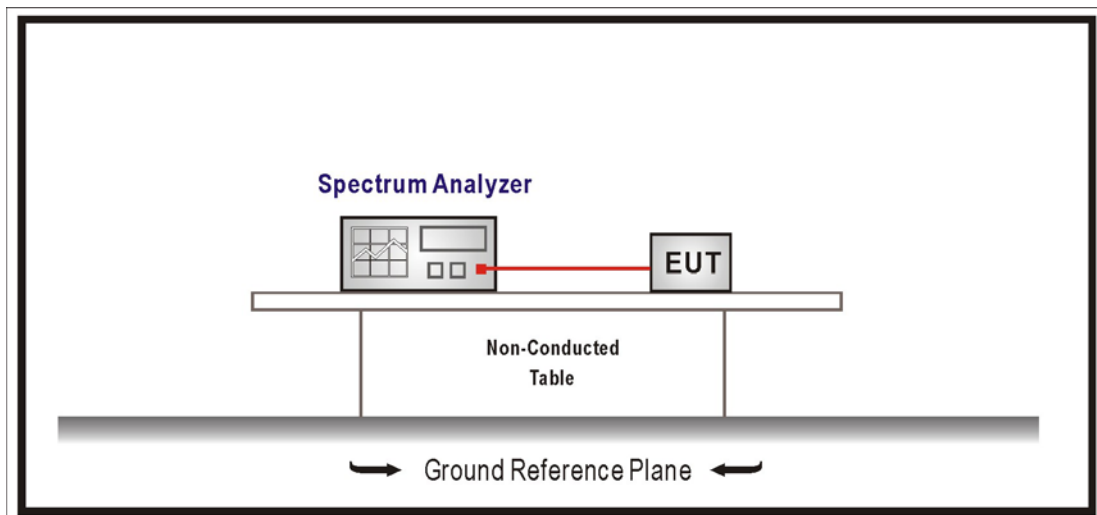 Spectrum Analyzer
EUT
Non-Conducted
Table
Ground Reference Plane